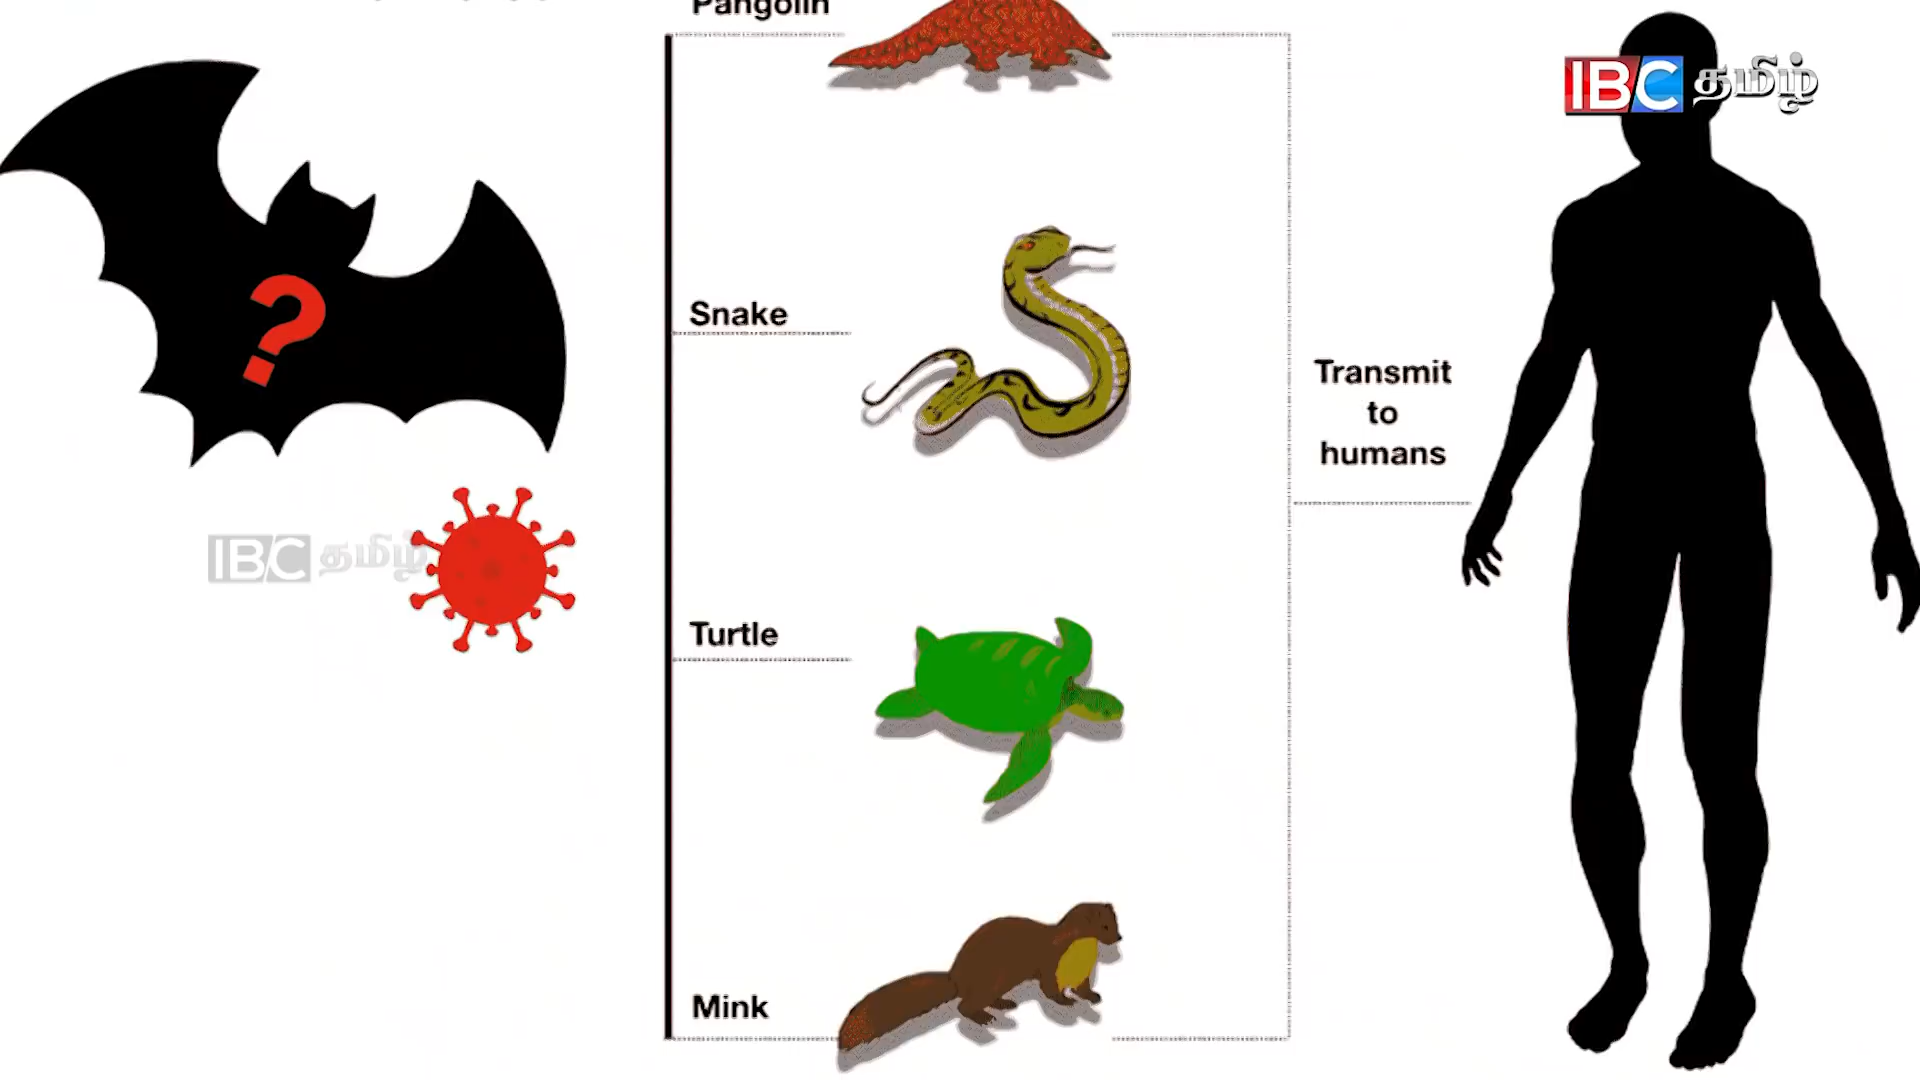 Pangolin
IBC தமிழ்
Snake
Transmit
to
humans
IBC தமிழ்
Turtle
Mink